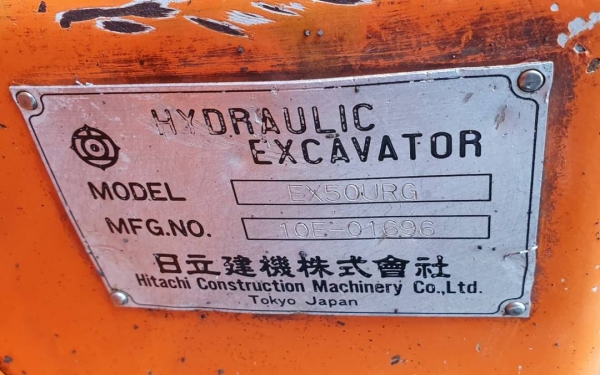 HYDRAULIC
EXCAVATOR
MODEL EX50URG
MFG.NO. 10E-01696
日立建機株式會社
Hitachi Construction Machinery Co.,Ltd.
Tokyo Japan